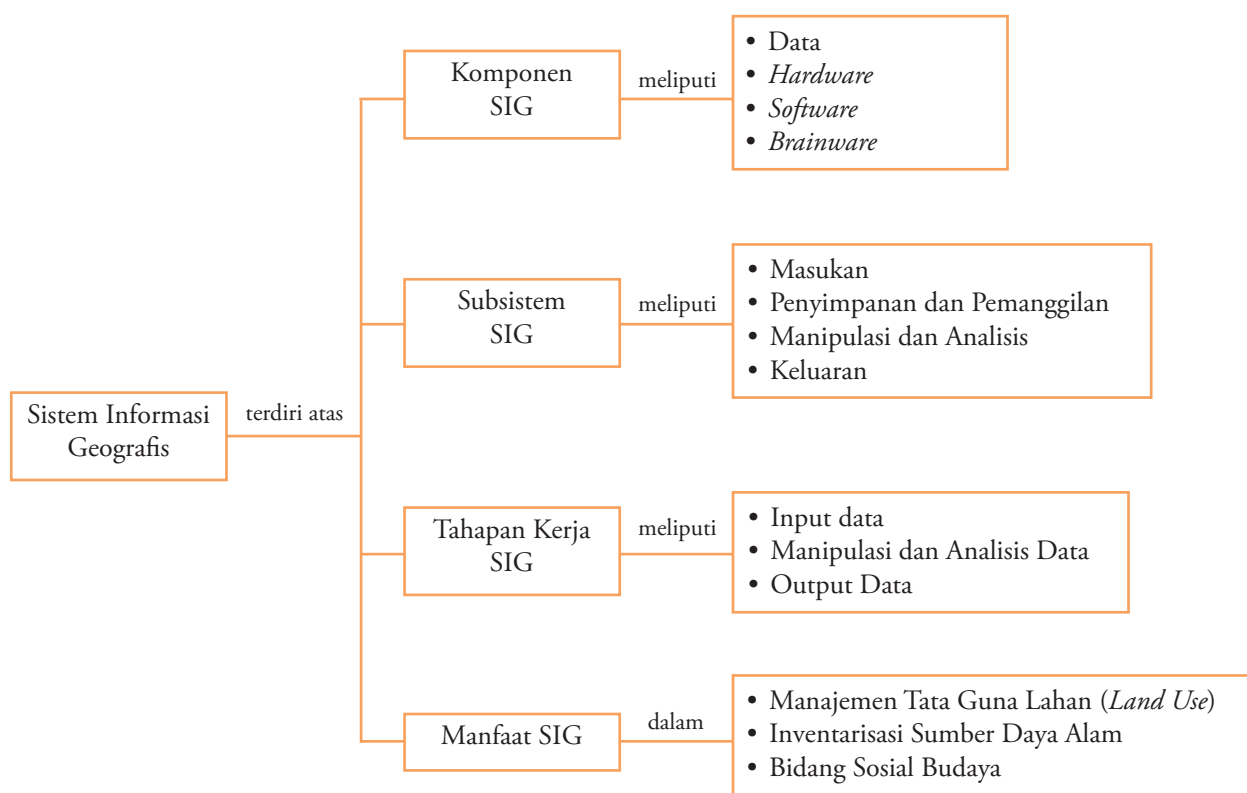 Sistem Informasi
Geografis
terdiri atas
Komponen
SIG
meliputi
• Data
• Hardware
• Software
• Brainware
Subsistem
SIG
meliputi
• Masukan
• Penyimpanan dan Pemanggilan
• Manipulasi dan Analisis
• Keluaran
Tahapan Kerja
SIG
meliputi
• Input data
• Manipulasi dan Analisis Data
• Output Data
Manfaat SIG
dalam
• Manajemen Tata Guna Lahan (Land Use)
• Inventarisasi Sumber Daya Alam
• Bidang Sosial Budaya